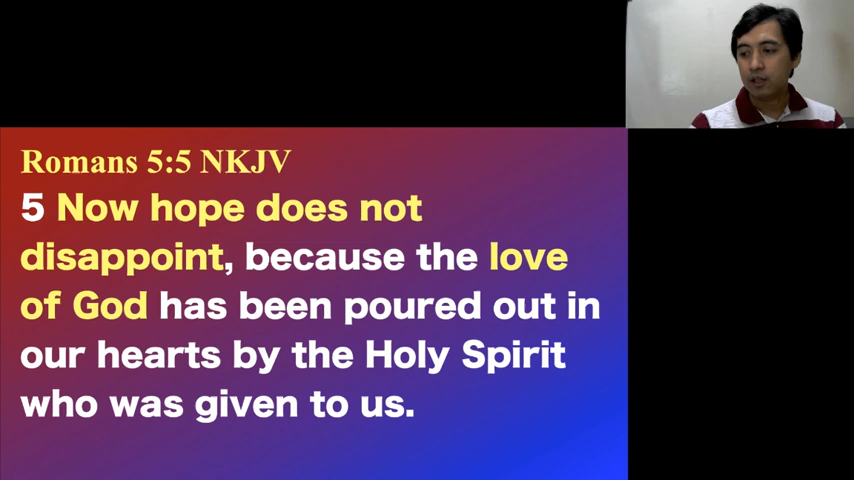 Romans 5:5 NKJV
5 Now hope does not
disappoint, because the love
of God has been poured out in
our hearts by the Holy Spirit
who was given to us.